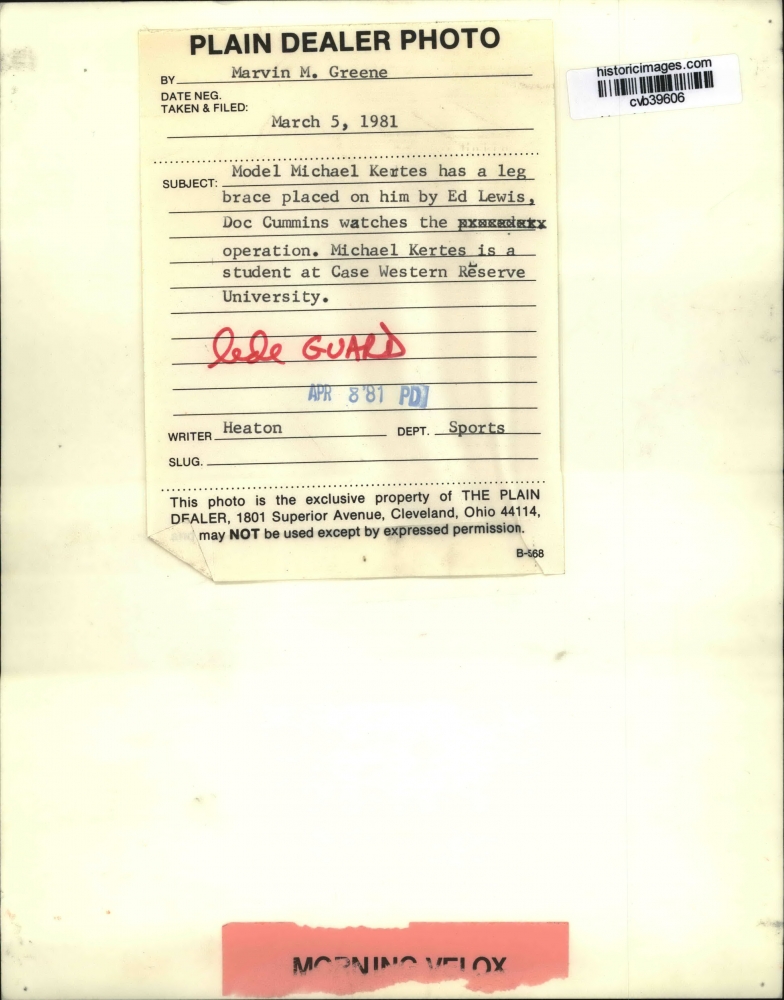 PLAIN DEALER PHOTO
BY Marvin M. Greene
DATE NEG.
TAKEN & FILED:
March 5, 1981
SUBJECT: Model Michael Kertes has a leg
brace placed on him by Ed Lewis,
Doc Cummins watches the
operation. Michael Kertes is a
student at Case Western Reserve
University.
lede GUARD
APR 8 '81 PD
WRITER Heaton DEPT. Sports
SLUG.
This photo is the exclusive property of THE PLAIN
DEALER, 1801 Superior Avenue, Cleveland, Ohio 44114,
may NOT be used except by expressed permission.
B-568
historicimages.com
cvb39606
MORNING VELOX